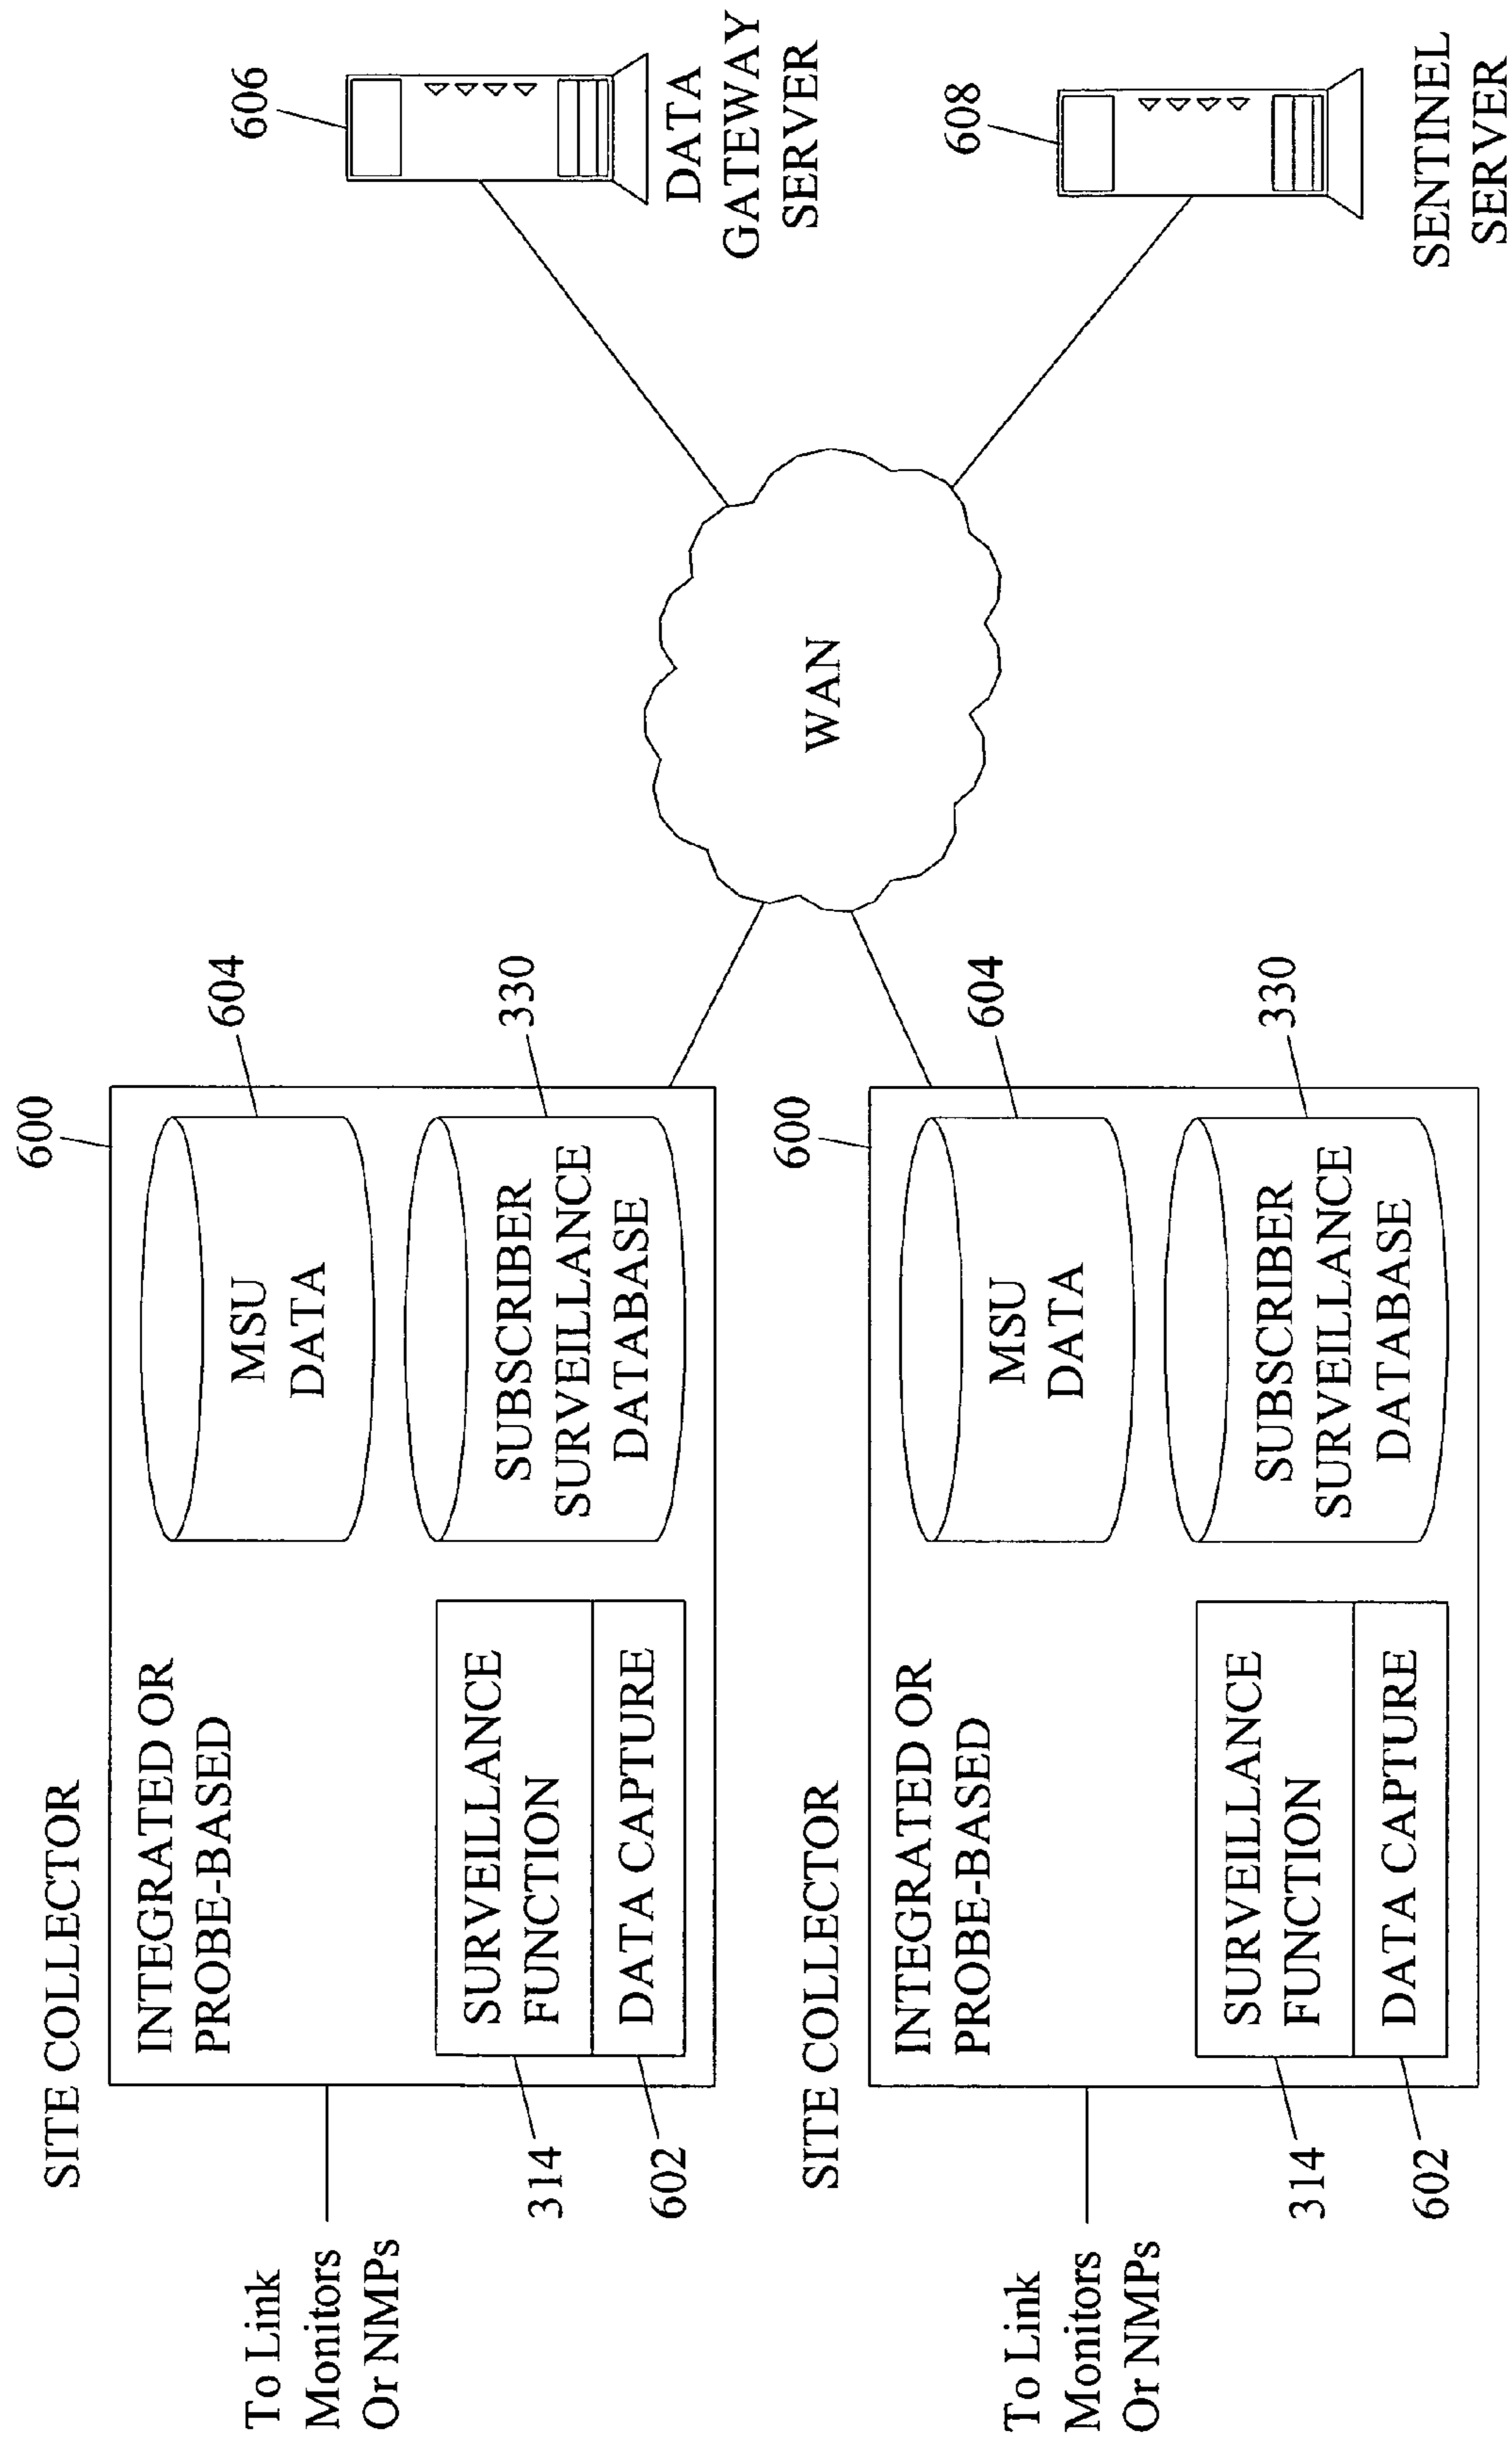 SITE COLLECTOR
600
INTEGRATED OR
PROBE-BASED
MSU
DATA
604
SURVEILLANCE
FUNCTION
DATA CAPTURE
SUBSCRIBER
SURVEILLANCE
DATABASE
330
To Link
Monitors
Or NMPs
314
602
SITE COLLECTOR
600
INTEGRATED OR
PROBE-BASED
MSU
DATA
604
SURVEILLANCE
FUNCTION
DATA CAPTURE
SUBSCRIBER
SURVEILLANCE
DATABASE
330
To Link
Monitors
Or NMPs
314
602
WAN
606
DATA
GATEWAY
SERVER
608
SENTINEL
SERVER